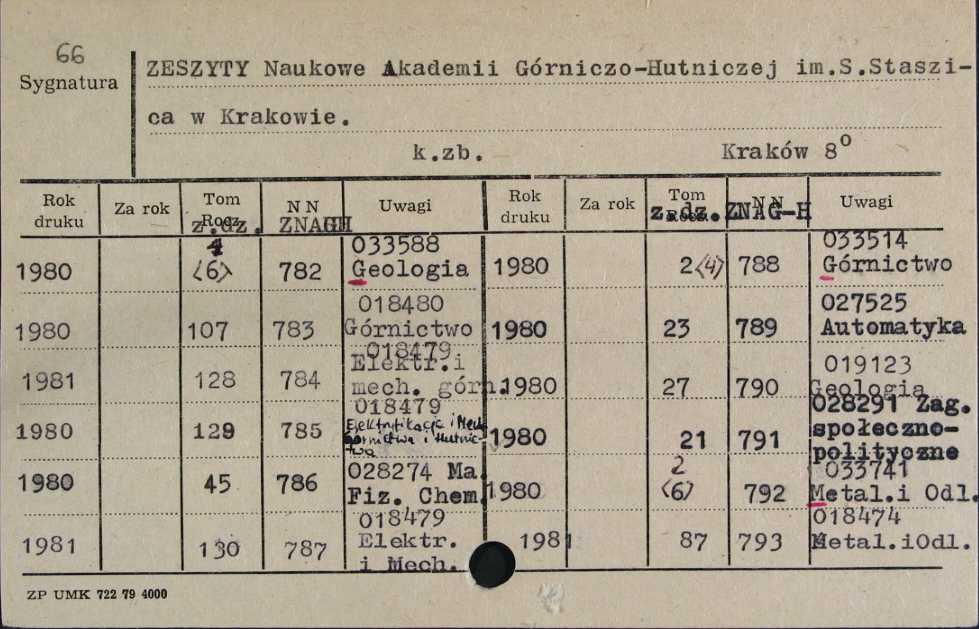 66
Sygnatura
ZESZYTY Naukowe Akademii Górniczo-Hutniczej im.S.Staszi-
ca w Krakowie.
k.zb. Kraków 8°
Rok druku Za rok Tom Rocz. N N Uwagi Rok druku Za rok Tom N N Uwagi
z.dz. ZNAGH z.dz. ZNAG-H
1980 4 <6> 782 033588 Geologia 1980 2<4> 788 033514 Górnictwo
1980 107 783 018480 Górnictwo 1980 23 789 027525 Automatyka
1981 128 784 018479 Elektr.i mech. górn. 1980 27 790 019123 Geologia
1980 129 785 018479 Elektryfikacja i Mech. Górnictwa i Hutnic-twa 1980 21 791 028291 Zag. społeczno-polityczne
1980 45 786 028274 Ma. Fiz. Chem. 1980 2 <6> 792 033741 Metal.i Odl.
1981 130 787 018479 Elektr. i Mech. 1981 87 793 018474 Metal.iOdl.
ZP UMK 722 79 4000